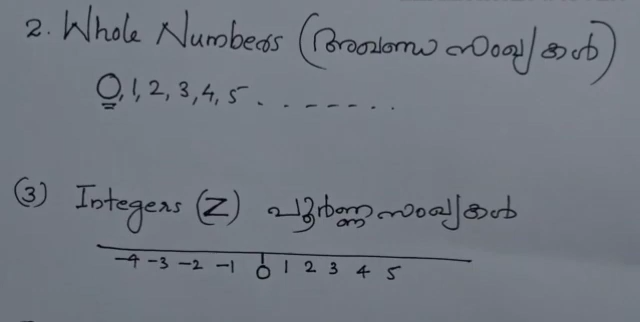 2. Whole Numbers (അഖണ്ഡ സംഖ്യകൾ)
0, 1, 2, 3, 4, 5 . . - - - - . .
(3) Integers (Z) പൂർണ്ണസംഖ്യകൾ
-4 -3 -2 -1 0 1 2 3 4 5